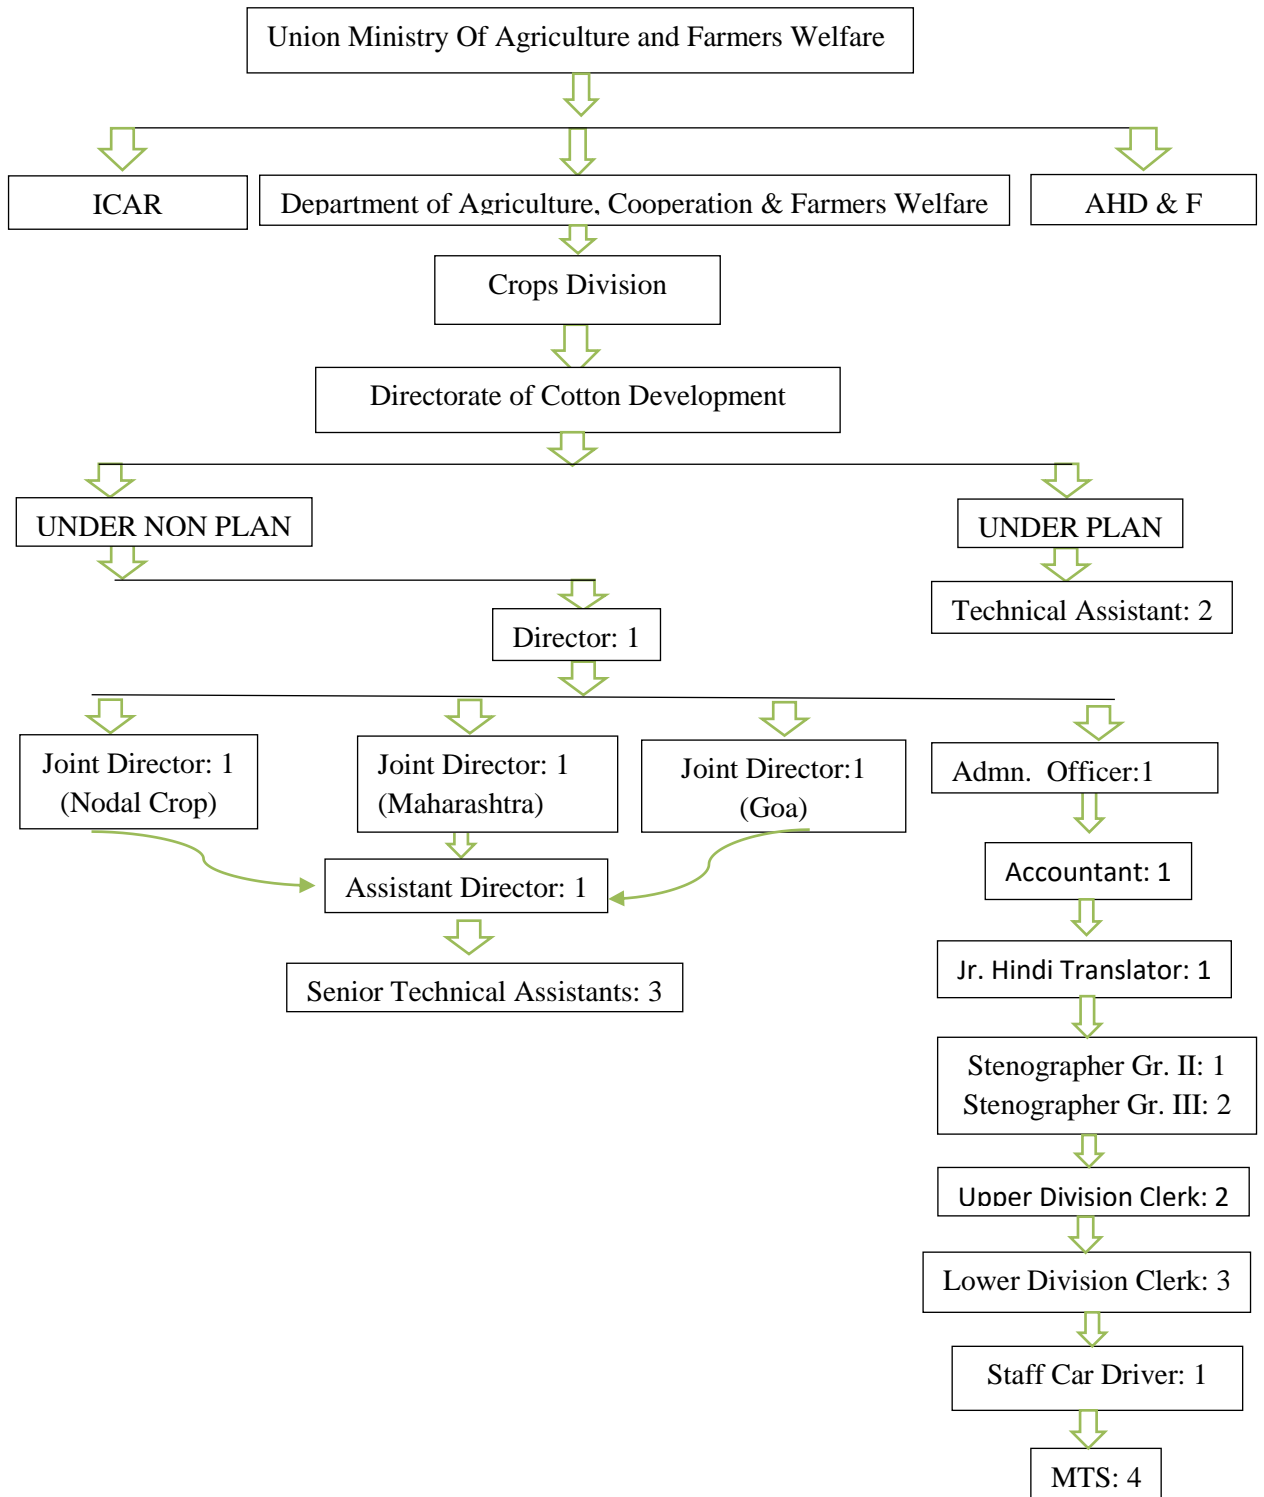 Union Ministry Of Agriculture and Farmers Welfare
ICAR
Department of Agriculture, Cooperation & Farmers Welfare
AHD & F
Crops Division
Directorate of Cotton Development
UNDER NON PLAN
UNDER PLAN
Technical Assistant: 2
Director: 1
Joint Director: 1
(Nodal Crop)
Joint Director: 1
(Maharashtra)
Joint Director:1
(Goa)
Admn. Officer:1
Assistant Director: 1
Accountant: 1
Senior Technical Assistants: 3
Jr. Hindi Translator: 1
Stenographer Gr. II: 1
Stenographer Gr. III: 2
Upper Division Clerk: 2
Lower Division Clerk: 3
Staff Car Driver: 1
MTS: 4